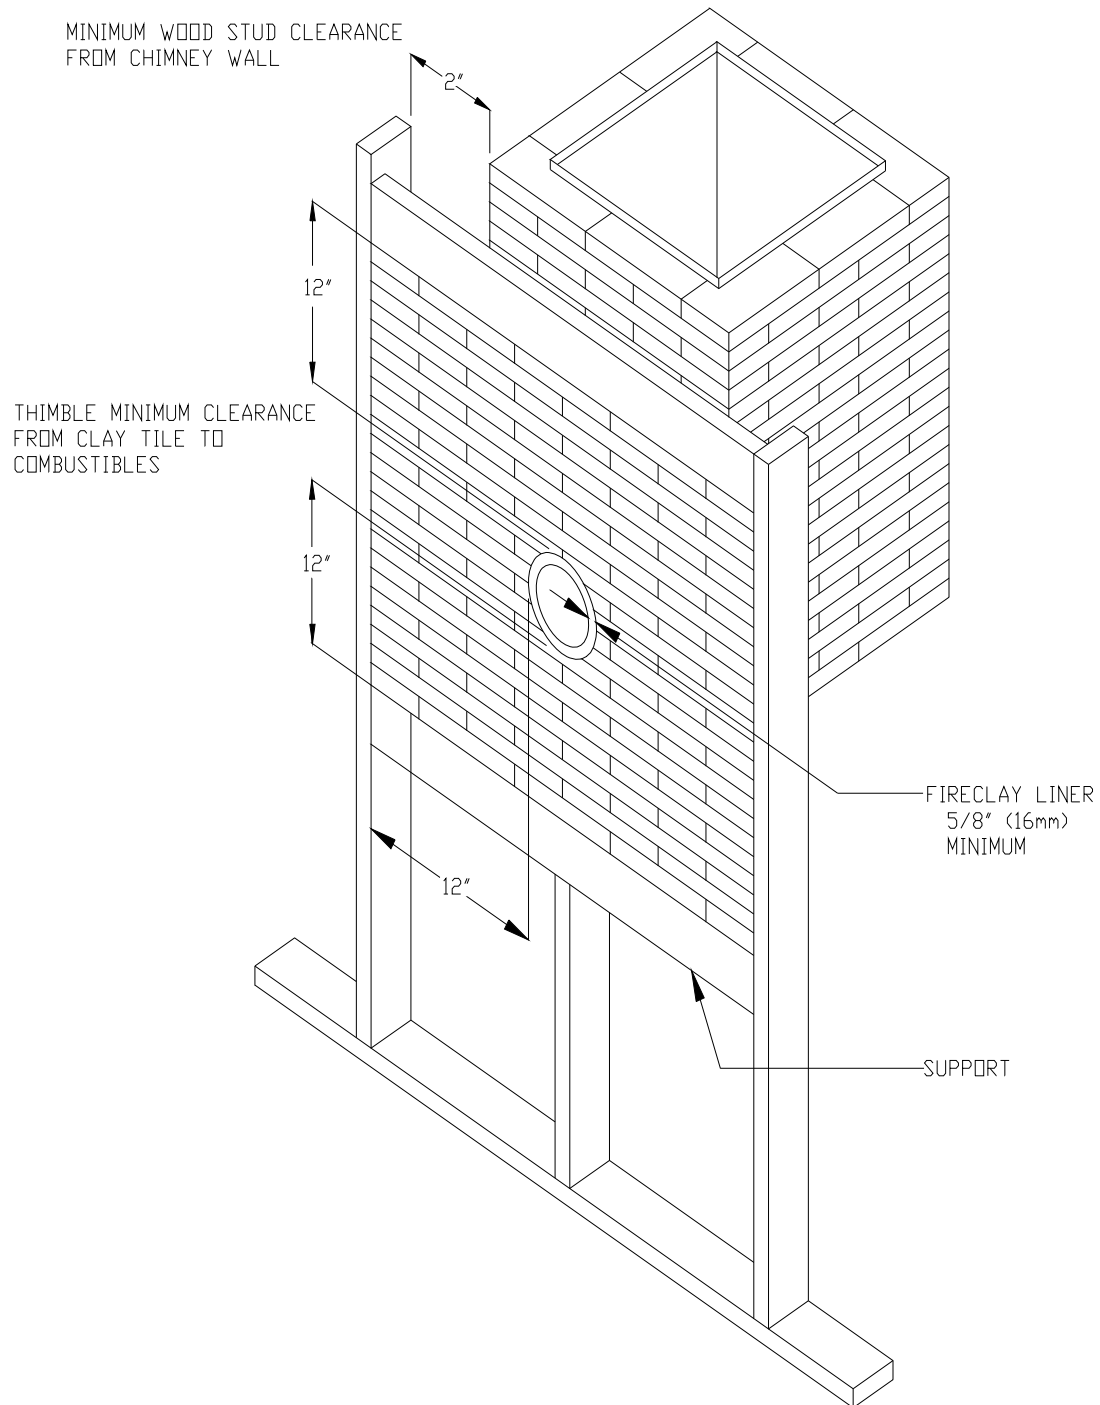 MINIMUM WOOD STUD CLEARANCE
FROM CHIMNEY WALL
2"
12"
THIMBLE MINIMUM CLEARANCE
FROM CLAY TILE TO
COMBUSTIBLES
12"
FIRECLAY LINER
5/8" (16mm)
MINIMUM
12"
SUPPORT